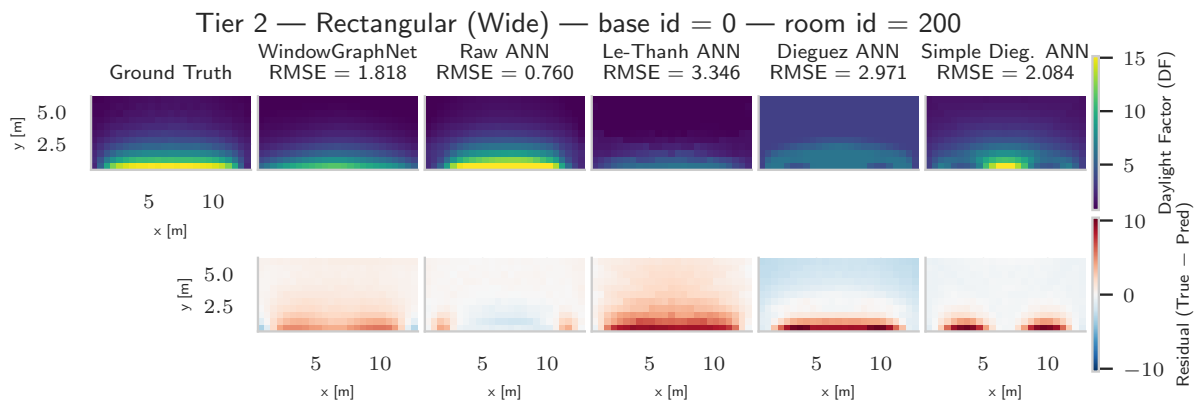 Tier 2 — Rectangular (Wide) — base id = 0 — room id = 200
Ground Truth
WindowGraphNet
RMSE = 1.818
Raw ANN
RMSE = 0.760
Le-Thanh ANN
RMSE = 3.346
Dieguez ANN
RMSE = 2.971
Simple Dieg. ANN
RMSE = 2.084
y [m]
5.0
2.5
5 10
x [m]
15
10
5
Daylight Factor (DF)
y [m]
5.0
2.5
5 10
x [m]
5 10
x [m]
5 10
x [m]
5 10
x [m]
5 10
x [m]
10
0
−10
Residual (True − Pred)